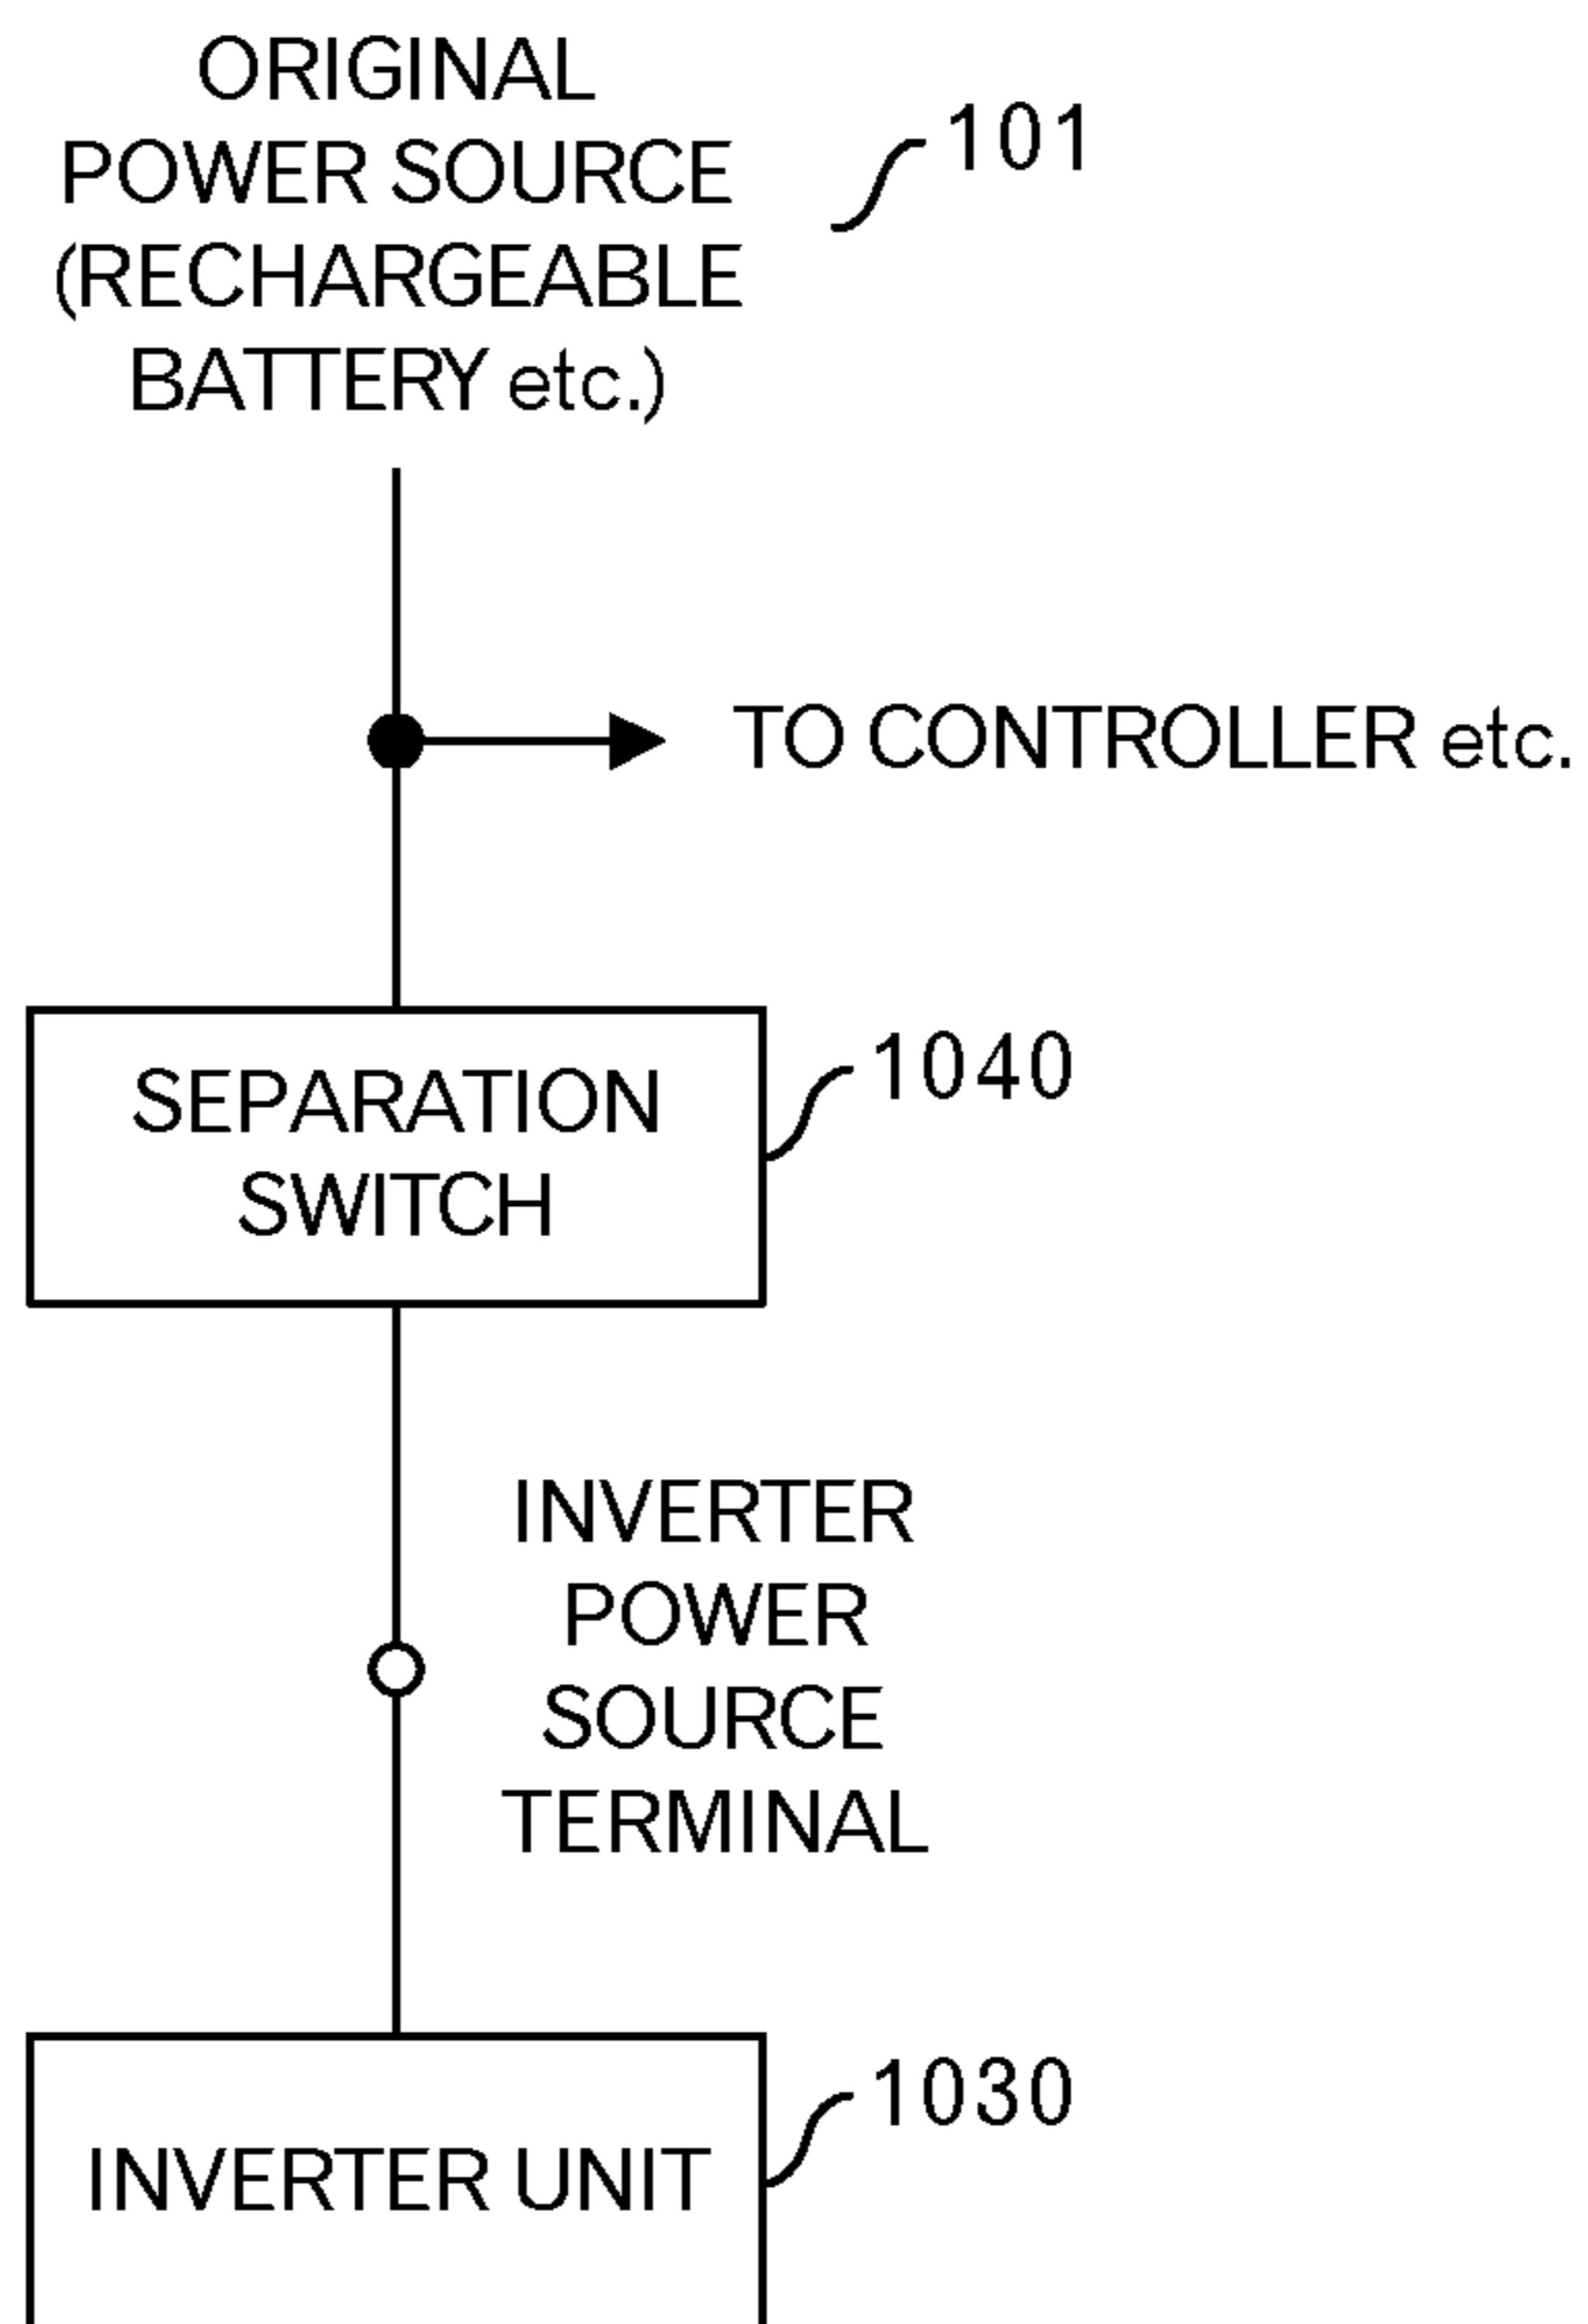 ORIGINAL
POWER SOURCE
(RECHARGEABLE
BATTERY etc.)
101
TO CONTROLLER etc.
SEPARATION
SWITCH
1040
INVERTER
POWER
SOURCE
TERMINAL
INVERTER UNIT
1030